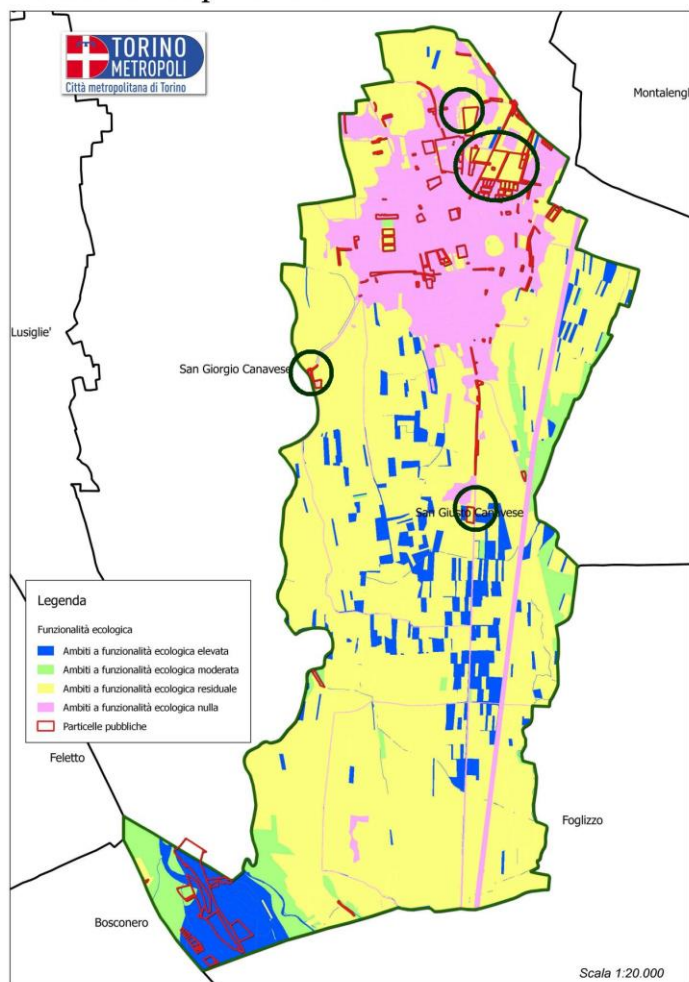 TORINO
METROPOLI
Città metropolitana di Torino
Lusiglie'
San Giorgio Canavese
San Giusto Canavese
Legenda
Funzionalità ecologica
Ambiti a funzionalità ecologica elevata
Ambiti a funzionalità ecologica moderata
Ambiti a funzionalità ecologica residuale
Ambiti a funzionalità ecologica nulla
Particelle pubbliche
Feletto
Foglizzo
Bosconero
Scala 1:20.000